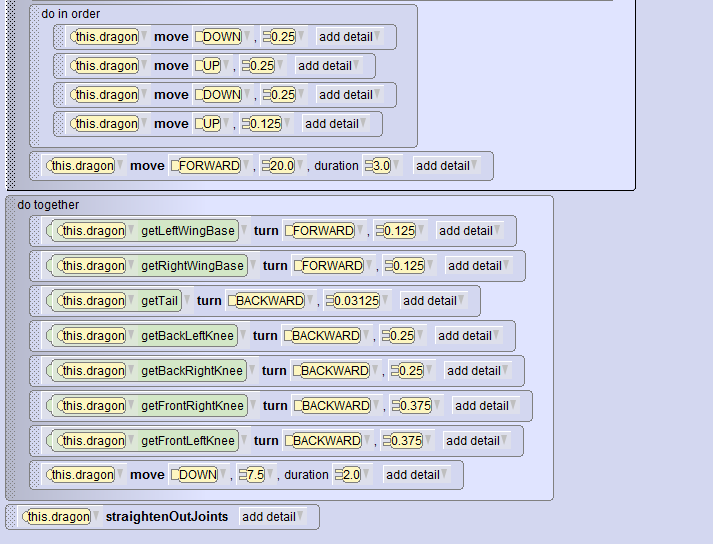 do in order
this.dragon move DOWN , 0.25 add detail
this.dragon move UP , 0.25 add detail
this.dragon move DOWN , 0.25 add detail
this.dragon move UP , 0.125 add detail
this.dragon move FORWARD , 20.0 , duration 3.0 add detail
do together
this.dragon getLeftWingBase turn FORWARD , 0.125 add detail
this.dragon getRightWingBase turn FORWARD , 0.125 add detail
this.dragon getTail turn BACKWARD , 0.03125 add detail
this.dragon getBackLeftKnee turn BACKWARD , 0.25 add detail
this.dragon getBackRightKnee turn BACKWARD , 0.25 add detail
this.dragon getFrontRightKnee turn BACKWARD , 0.375 add detail
this.dragon getFrontLeftKnee turn BACKWARD , 0.375 add detail
this.dragon move DOWN , 7.5 , duration 2.0 add detail
this.dragon straightenOutJoints add detail